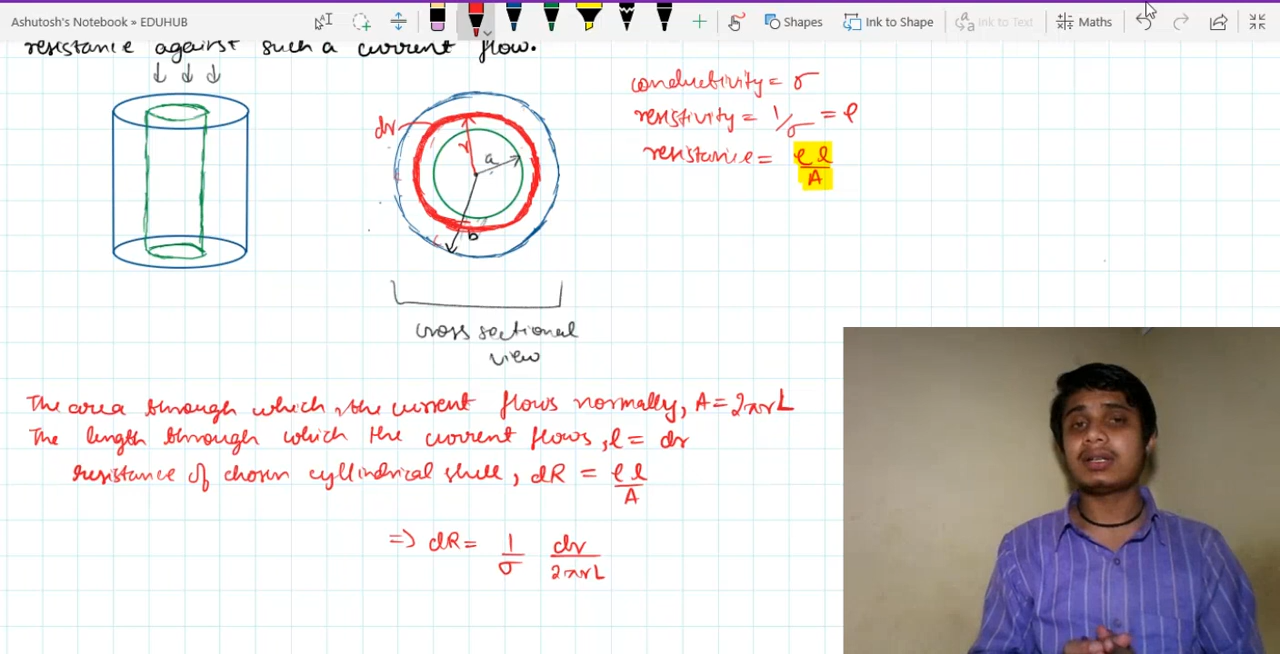 Ashutosh's Notebook » EDUHUB
Shapes
Ink to Shape
Ink to Text
Maths
resistance against such a current flow.
dr
r
a
b
conductivity = σ
resistivity = 1/σ = ρ
resistance = ρl/A
cross sectional
view
The area through which the current flows normally, A = 2πrL
The length through which the current flows, l = dr
resistance of chosen cyllindrical shell, dR = ρl/A
=> dR = 1/σ dr/2πrL